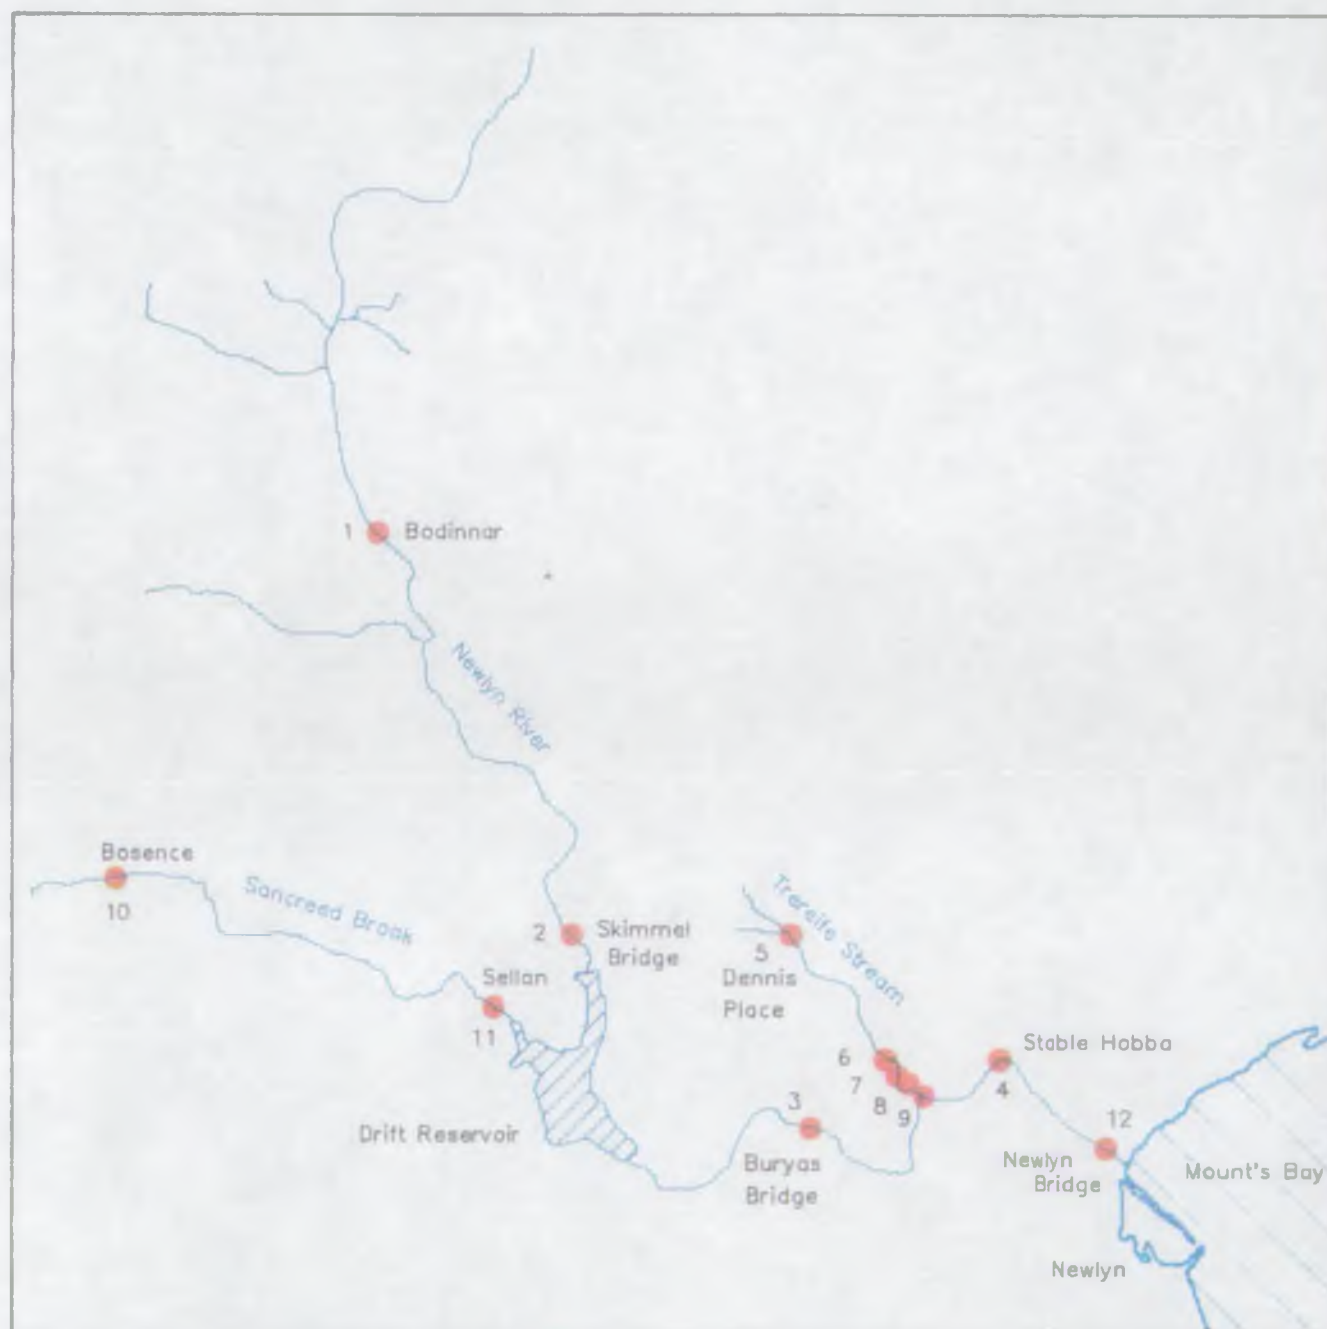 1 Bodinnar
Newlyn River
Bosence
10
Sancreed Brook
2 Skimmel
Bridge
Sellan
11
Trereife Stream
5
Dennis
Place
6
7
8
9
Stable Hobba
4
3
Buryas
Bridge
Drift Reservoir
12
Newlyn
Bridge
Mount's Bay
Newlyn